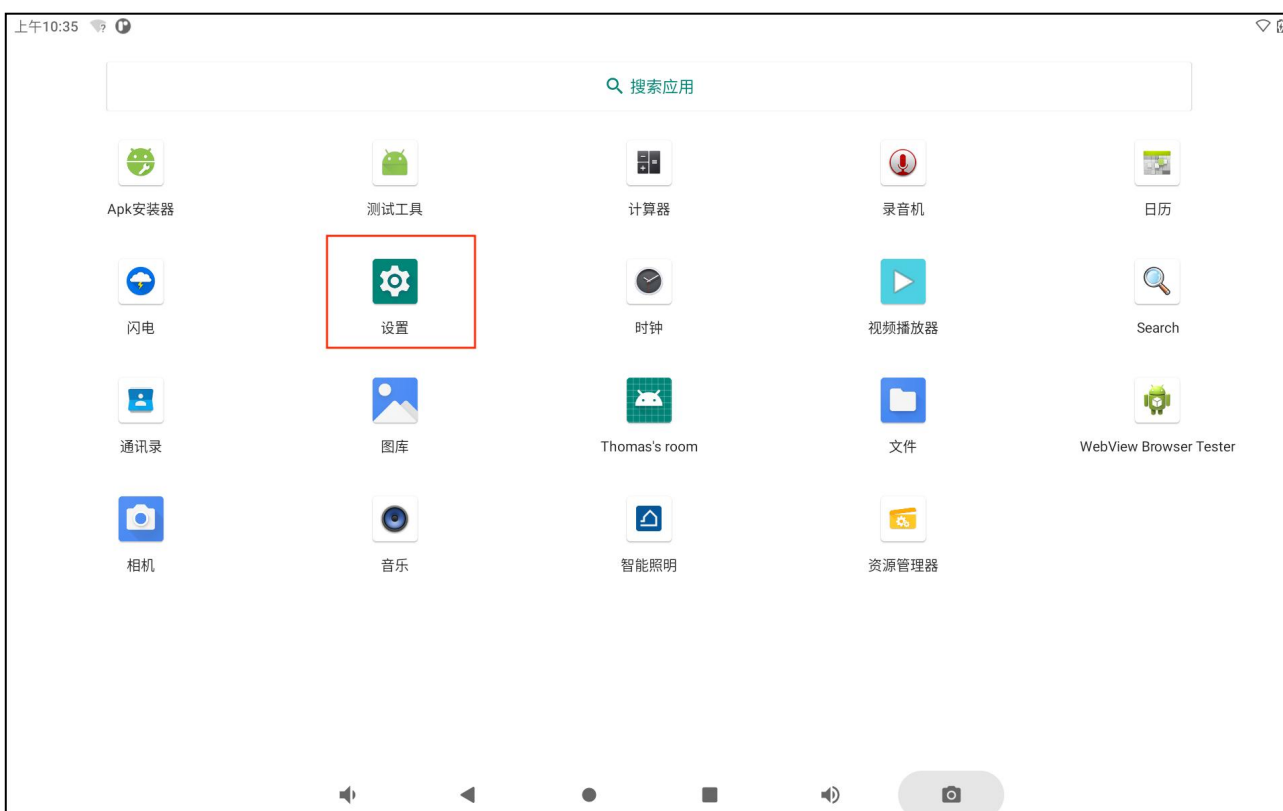 上午10:35
搜索应用
Apk安装器 测试工具 计算器 录音机 日历
闪电 设置 时钟 视频播放器 Search
通讯录 图库 Thomas's room 文件 WebView Browser Tester
相机 音乐 智能照明 资源管理器